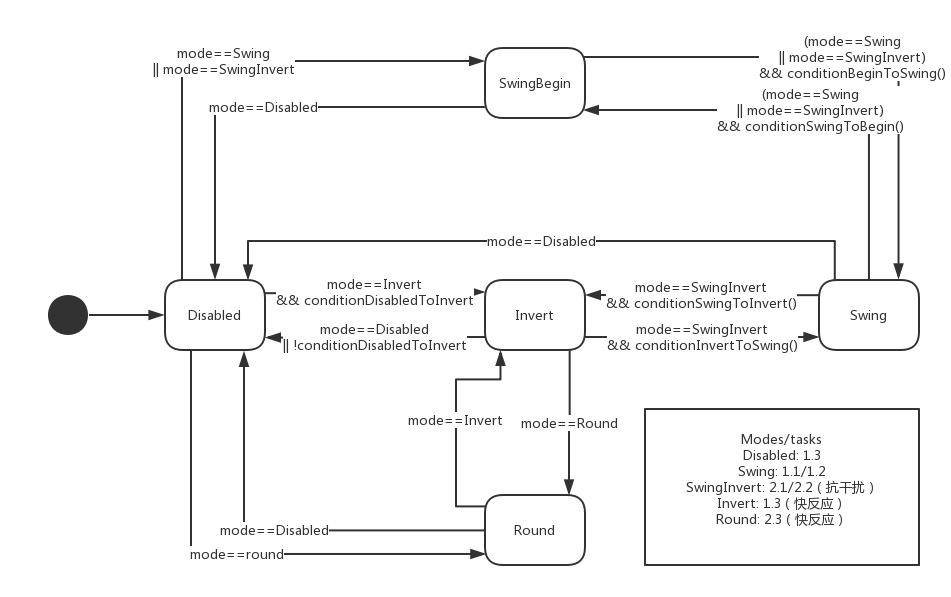 mode==Swing
|| mode==SwingInvert
SwingBegin
(mode==Swing
|| mode==SwingInvert)
&& conditionBeginToSwing()
mode==Disabled
(mode==Swing
|| mode==SwingInvert)
&& conditionSwingToBegin()
mode==Disabled
Disabled
mode==Invert
&& conditionDisabledToInvert
mode==Disabled
|| !conditionDisabledToInvert
Invert
mode==SwingInvert
&& conditionSwingToInvert()
mode==SwingInvert
&& conditionInvertToSwing()
Swing
mode==Invert
mode==Round
Modes/tasks
Disabled: 1.3
Swing: 1.1/1.2
SwingInvert: 2.1/2.2（抗干扰）
Invert: 1.3（快反应）
Round: 2.3（快反应）
mode==Disabled
Round
mode==round